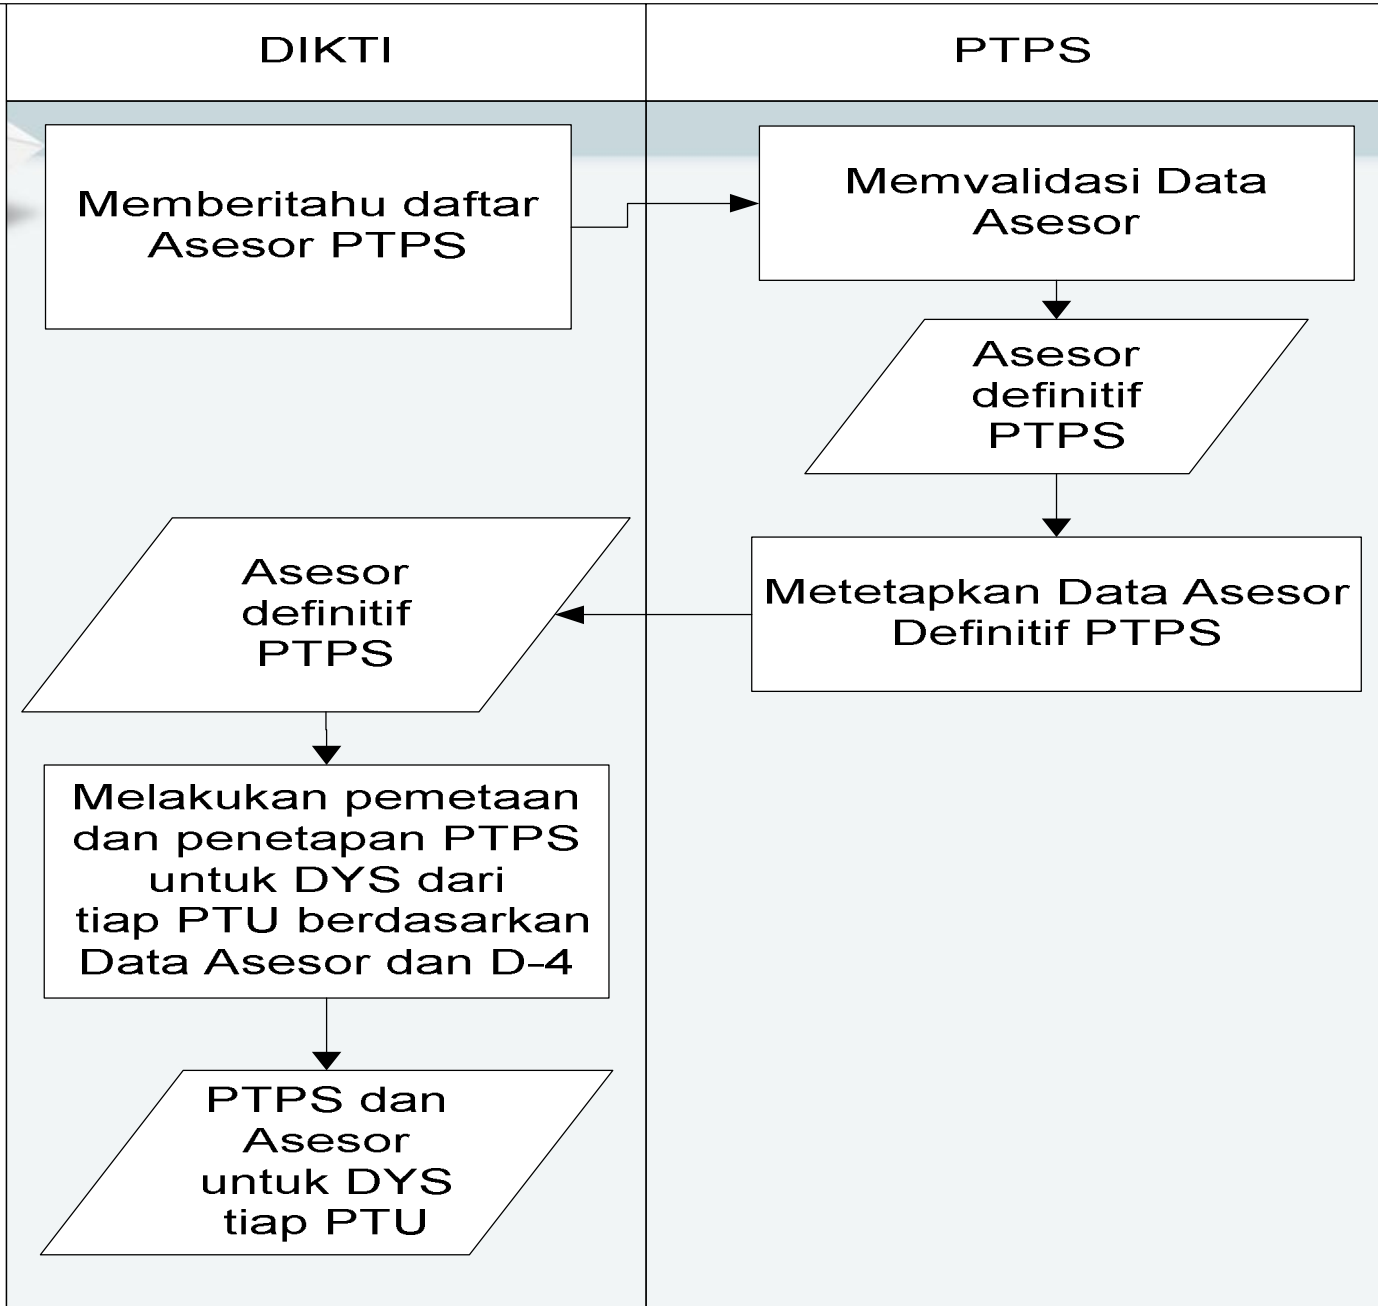 DIKTI
PTPS
Memberitahu daftar
Asesor PTPS
Memvalidasi Data
Asesor
Asesor
definitif
PTPS
Metetapkan Data Asesor
Definitif PTPS
Asesor
definitif
PTPS
Melakukan pemetaan
dan penetapan PTPS
untuk DYS dari
tiap PTU berdasarkan
Data Asesor dan D-4
PTPS dan
Asesor
untuk DYS
tiap PTU